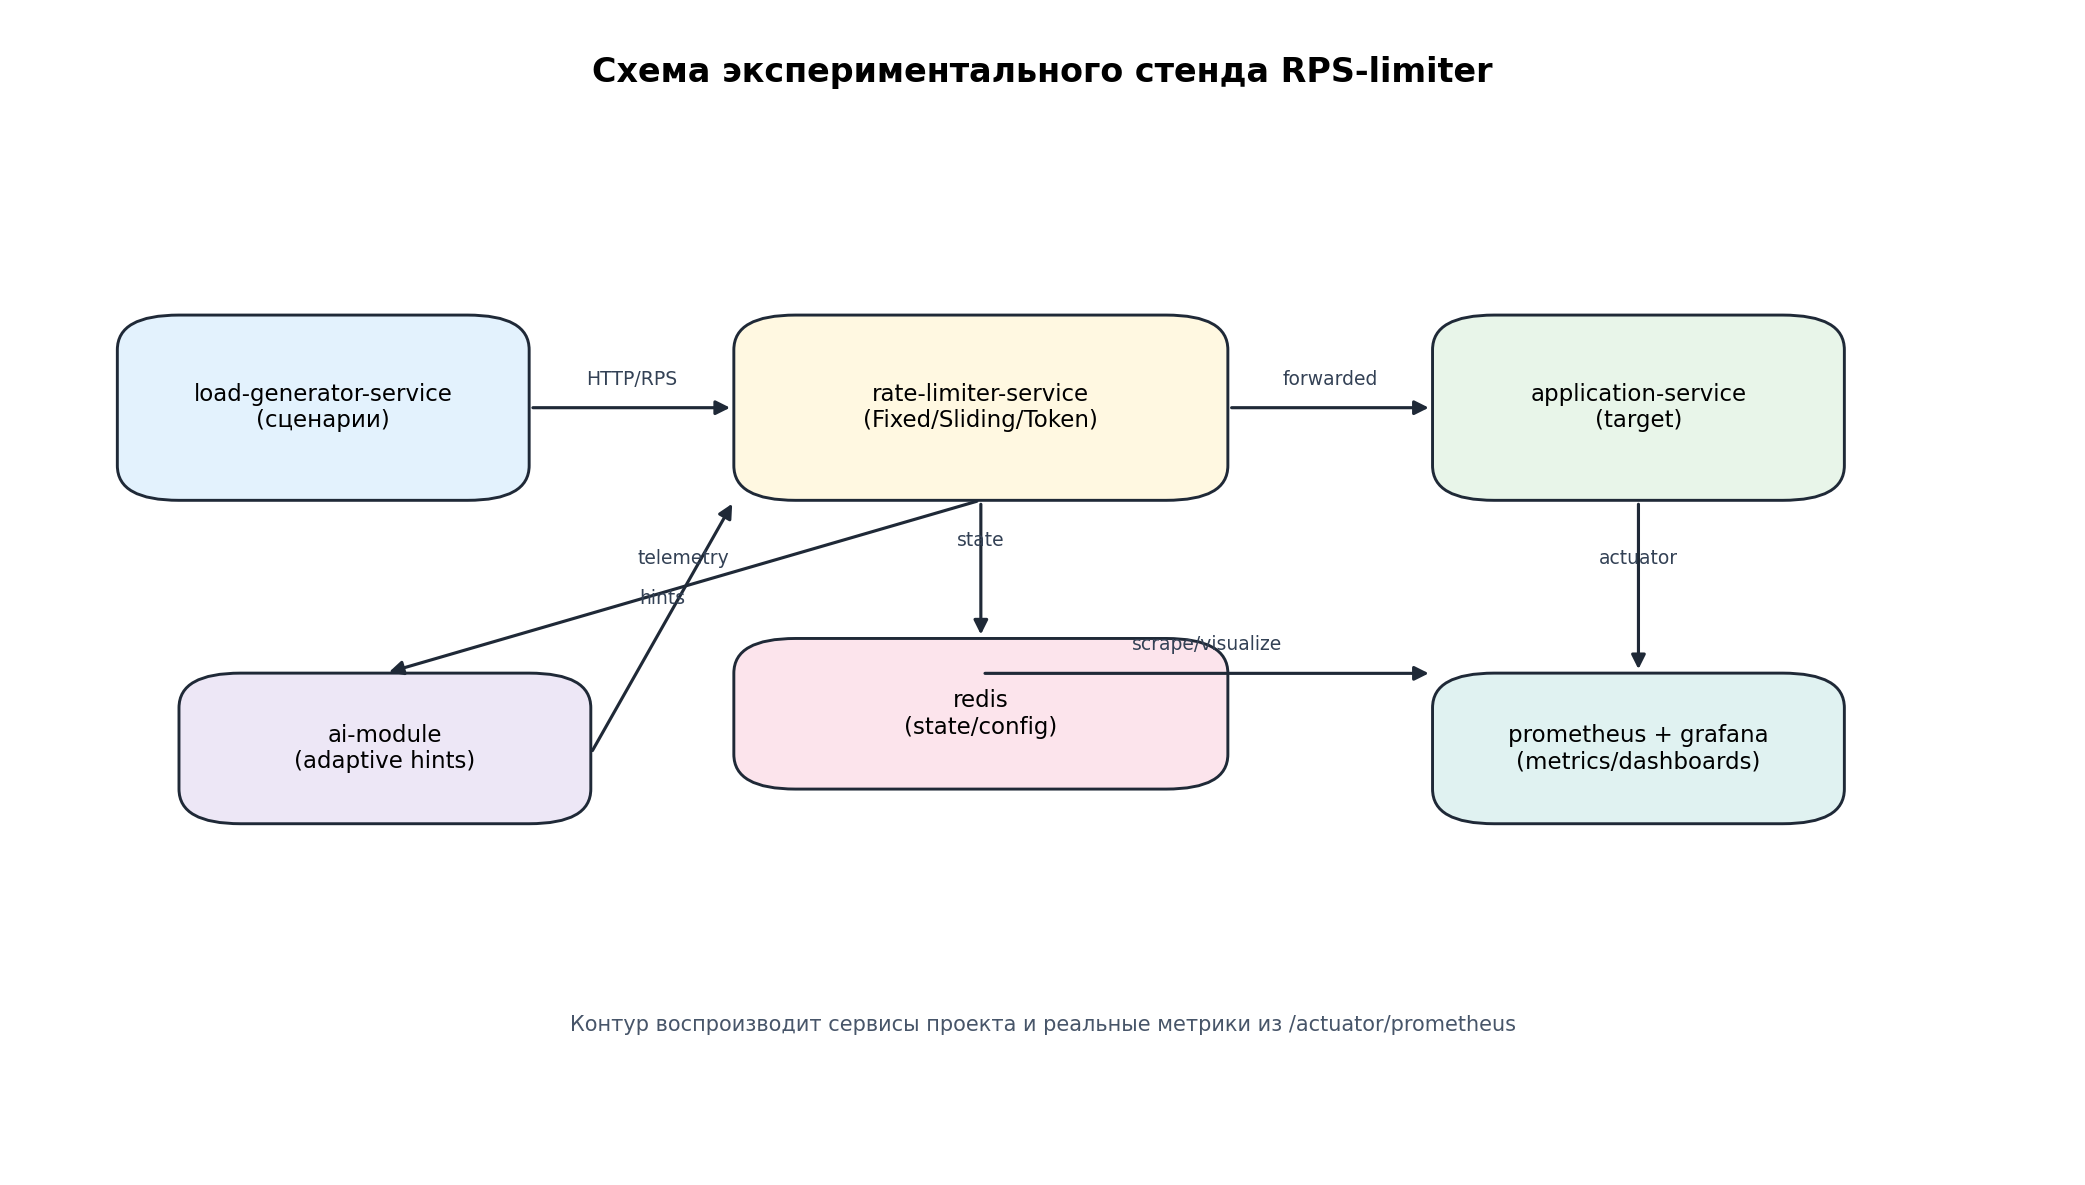 Схема экспериментального стенда RPS-limiter
load-generator-service
(сценарии)
HTTP/RPS
rate-limiter-service
(Fixed/Sliding/Token)
forwarded
application-service
(target)
telemetry
hints
state
actuator
scrape/visualize
ai-module
(adaptive hints)
redis
(state/config)
prometheus + grafana
(metrics/dashboards)
Контур воспроизводит сервисы проекта и реальные метрики из /actuator/prometheus